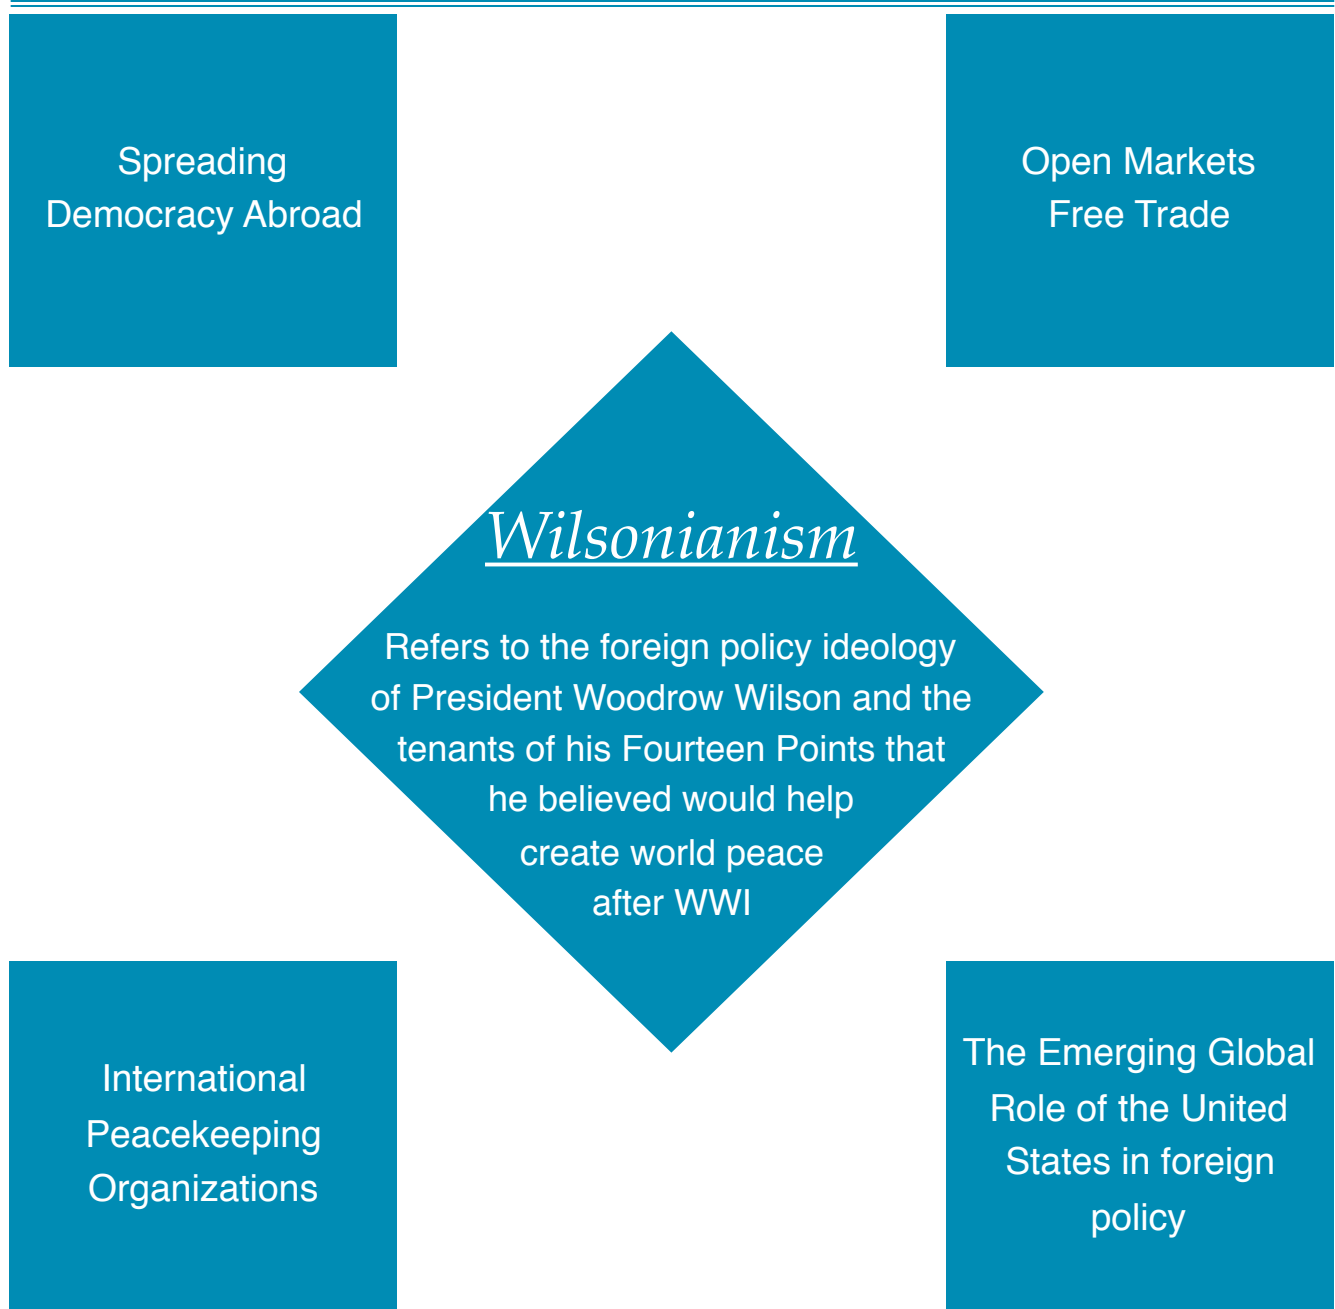 Spreading
Democracy Abroad
Open Markets
Free Trade
Wilsonianism
Refers to the foreign policy ideology
of President Woodrow Wilson and the
tenants of his Fourteen Points that
he believed would help
create world peace
after WWI
International
Peacekeeping
Organizations
The Emerging Global
Role of the United
States in foreign
policy